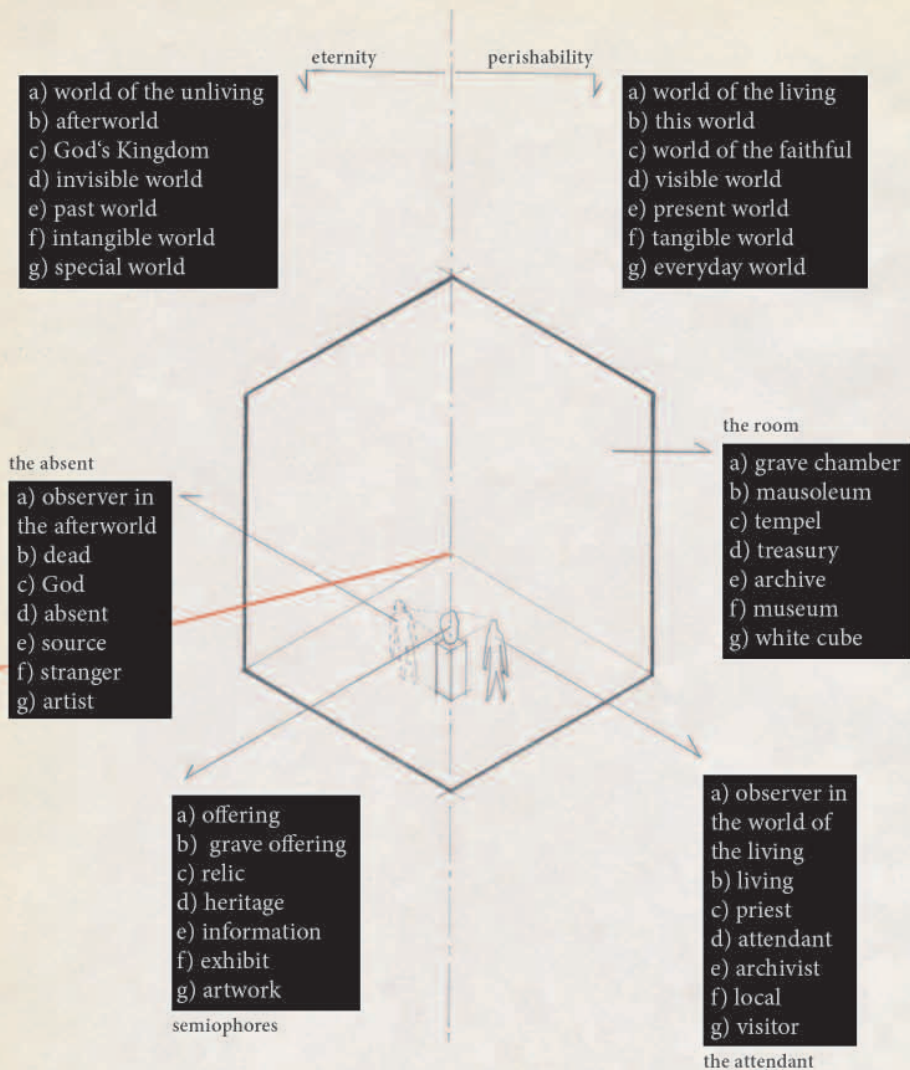 eternity
perishability
a) world of the unliving
b) afterworld
c) God‘s Kingdom
d) invisible world
e) past world
f) intangible world
g) special world
a) world of the living
b) this world
c) world of the faithful
d) visible world
e) present world
f) tangible world
g) everyday world
the room
a) grave chamber
b) mausoleum
c) tempel
d) treasury
e) archive
f) museum
g) white cube
the absent
a) observer in
the afterworld
b) dead
c) God
d) absent
e) source
f) stranger
g) artist
a) offering
b) grave offering
c) relic
d) heritage
e) information
f) exhibit
g) artwork
semiophores
a) observer in
the world of
the living
b) living
c) priest
d) attendant
e) archivist
f) local
g) visitor
the attendant